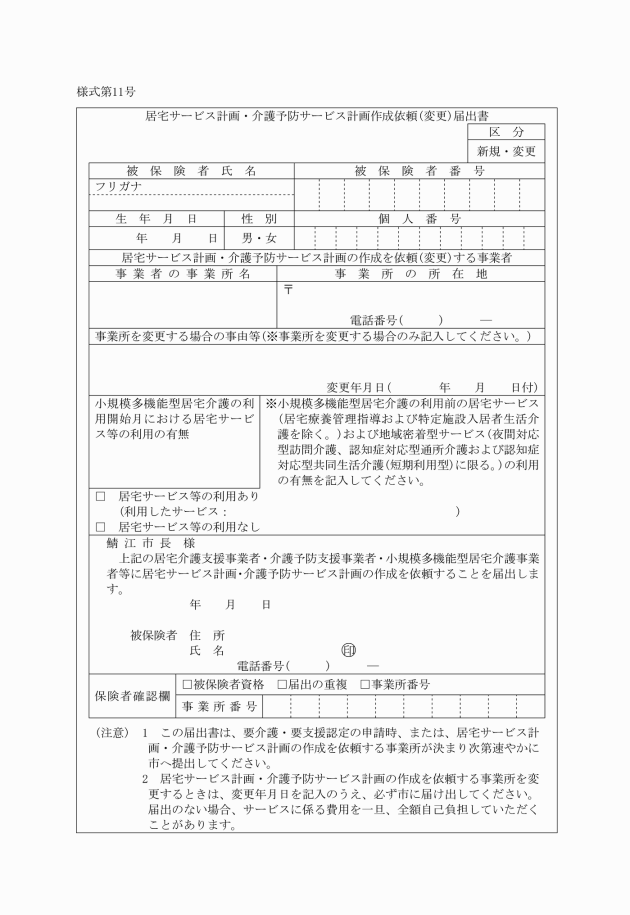 様式第11号
居宅サービス計画・介護予防サービス計画作成依頼(変更)届出書
区　分
新規・変更
被　保　険　者　氏　名　被　保　険　者　番　号
フリガナ
生　年　月　日　性　別　個　人　番　号
年　　月　　日　男・女
居宅サービス計画・介護予防サービス計画の作成を依頼(変更)する事業者
事業者の事業所名　事　業　所　の　所　在　地
〒
電話番号(　　　)　　　―
事業所を変更する場合の事由等(※事業所を変更する場合のみ記入してください。)
変更年月日(　　　　年　　月　　日付)
小規模多機能型居宅介護の利
用開始月における居宅サービ
ス等の利用の有無
※小規模多機能型居宅介護の利用前の居宅サービス
(居宅療養管理指導および特定施設入居者生活介
護を除く。)および地域密着型サービス(夜間対応
型訪問介護、認知症対応型通所介護および認知症
対応型共同生活介護(短期利用型)に限る。)の利用
の有無を記入してください。
□　居宅サービス等の利用あり
(利用したサービス：　　　　　　　　　　　　　　　　　　　)
□　居宅サービス等の利用なし
鯖　江　市　長　様
上記の居宅介護支援事業者・介護予防支援事業者・小規模多機能型居宅介護事業
者等に居宅サービス計画・介護予防サービス計画の作成を依頼することを届出しま
す。
年　　月　　日
被保険者　住　所
氏　名　　　　　　　　　　㊞
電話番号(　　　)　　　―
保険者確認欄　□被保険者資格　□届出の重複　□事業所番号
事　業　所　番　号
(注意)　1　この届出書は、要介護・要支援認定の申請時、または、居宅サービス計
画・介護予防サービス計画の作成を依頼する事業所が決まり次第速やかに
市へ提出してください。
2　居宅サービス計画・介護予防サービス計画の作成を依頼する事業所を変
更するときは、変更年月日を記入のうえ、必ず市に届け出してください。
届出のない場合、サービスに係る費用を一旦、全額自己負担していただく
ことがあります。